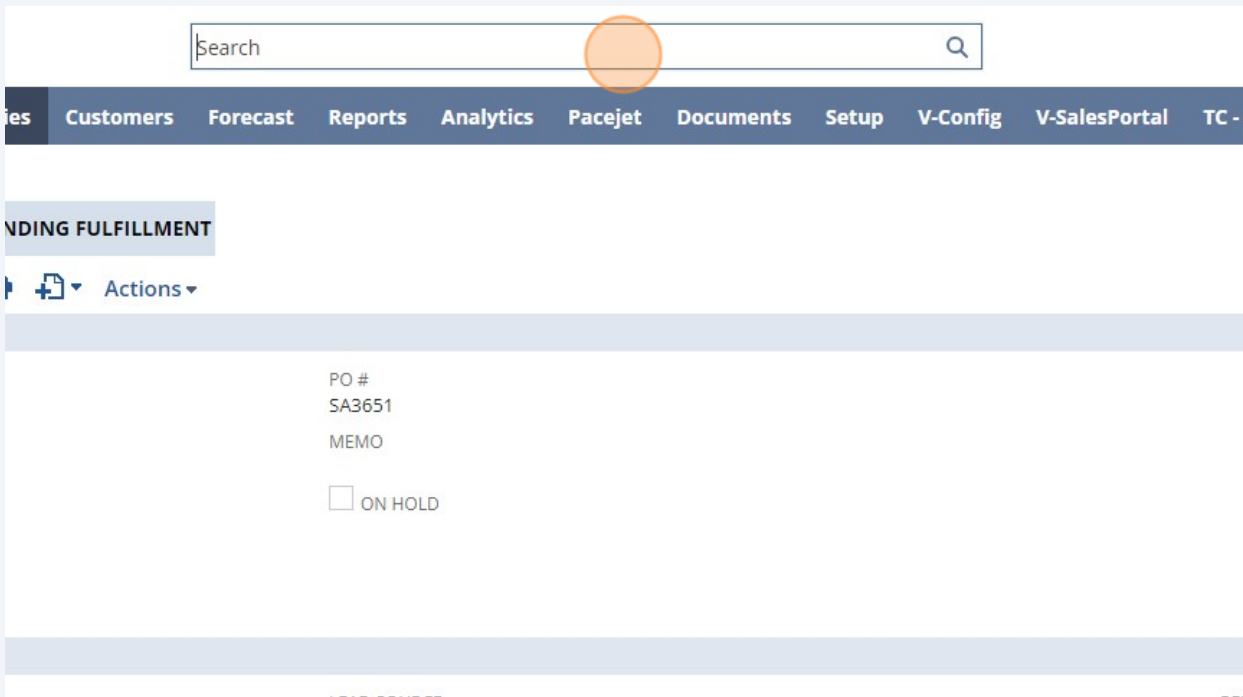 Search
ies Customers Forecast Reports Analytics Pacejet Documents Setup V-Config V-SalesPortal TC -
NDING FULFILLMENT
Actions
PO #
SA3651
MEMO
ON HOLD